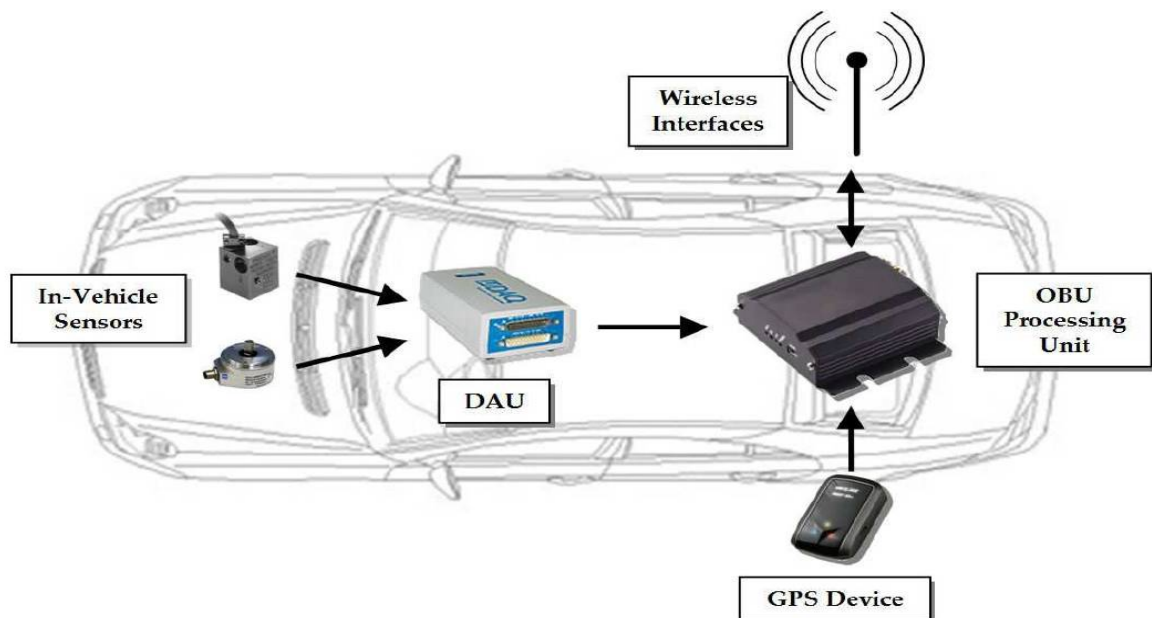 Wireless
Interfaces
In-Vehicle
Sensors
DAU
OBU
Processing
Unit
GPS Device